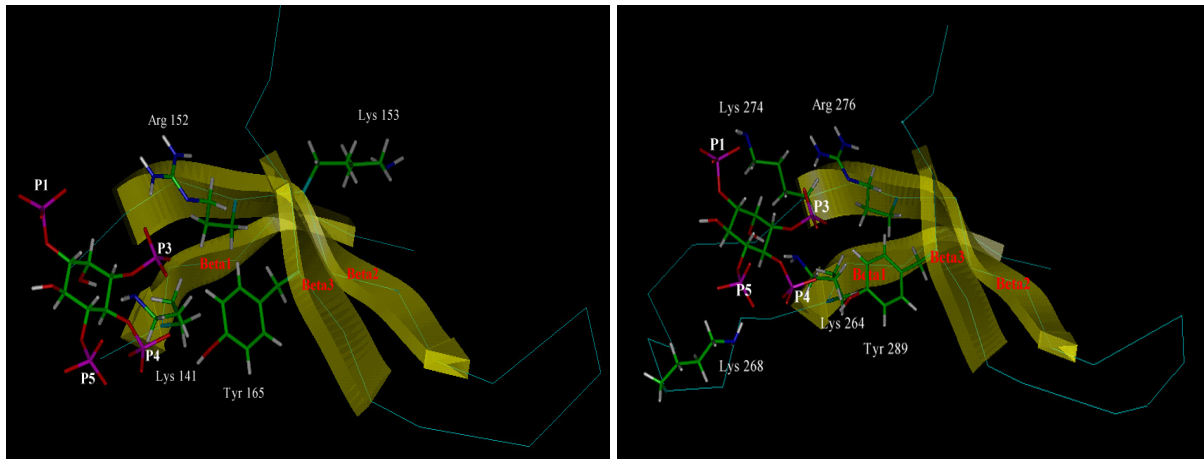 Arg 152
Lys 153
P1
P3
Beta1
Beta2
Beta3
P4
P5
Lys 141
Tyr 165
Lys 274
Arg 276
P1
P3
Beta3
Beta1
P5
P4
Beta2
Lys 264
Tyr 289
Lys 268